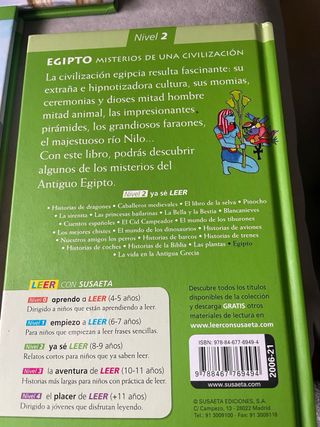 Nivel 2
EGIPTO MISTERIOS DE UNA CIVILIZACIÓN
La civilización egipcia resulta fascinante: su
extraña e hipnotizadora cultura, sus momias,
ceremonias y dioses mitad hombre
mitad animal, las impresionantes
pirámides, los grandiosos faraones,
el majestuoso río Nilo...
Con este libro, podrás descubrir
algunos de los misterios del
Antiguo Egipto.
Nivel 2 ya sé LEER
• Historias de dragones • Caballeros medievales • El libro de la selva • Pinocho
• La sirenita • Las princesas bailarinas • La Bella y la Bestia • Blancanieves
• Cuentos españoles • El Cid Campeador • El mundo de los tiburones
• Los mejores chistes • El mundo de los dinosaurios • Historias de aviones
• Nuestros amigos los perros • Historias de barcos • Historias de trenes
• Historias de coches • Historias de la Biblia • Las plantas • Egipto
• La vida en la Antigua Grecia
LEER CON SUSAETA
Nivel 0 aprendo a LEER (4-5 años)
Dirigido a niños que están aprendiendo a leer.
Nivel 1 empiezo a LEER (6-7 años)
Para niños que empiezan a leer frases sencillas.
Nivel 2 ya sé LEER (8-9 años)
Relatos cortos para niños que ya saben leer.
Nivel 3 la aventura de LEER (10-11 años)
Historias más largas para niños con práctica de leer.
Nivel 4 el placer de LEER (+11 años)
Dirigido a jóvenes que disfrutan leyendo.
Descubre todos los títulos
disponibles de la colección
y descarga GRATIS otros
materiales de lectura en
www.leerconsusaeta.com
ISBN: 978-84-677-6949-4
9 788467 769494
www.susaeta.com
2006-21
© SUSAETA EDICIONES, S.A.
C/ Campezo, 13 - 28022 Madrid
Tel.: 91 3009100 - Fax: 91 3009118